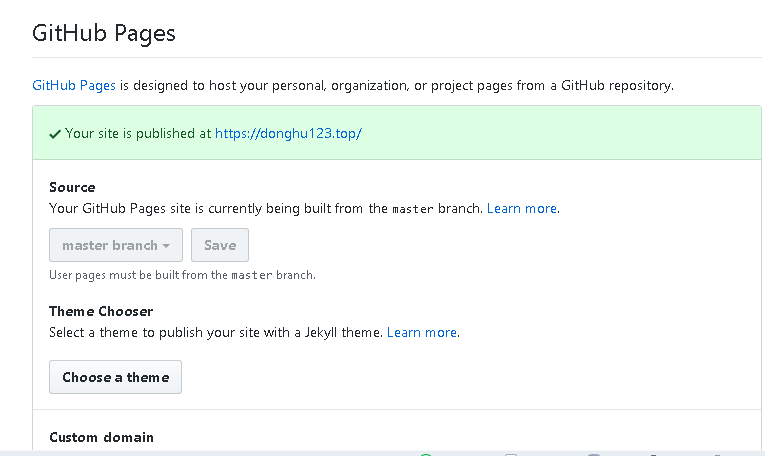 GitHub Pages
GitHub Pages is designed to host your personal, organization, or project pages from a GitHub repository.
Your site is published at https://donghu123.top/
Source
Your GitHub Pages site is currently being built from the master branch. Learn more.
master branch Save
User pages must be built from the master branch.
Theme Chooser
Select a theme to publish your site with a Jekyll theme. Learn more.
Choose a theme
Custom domain